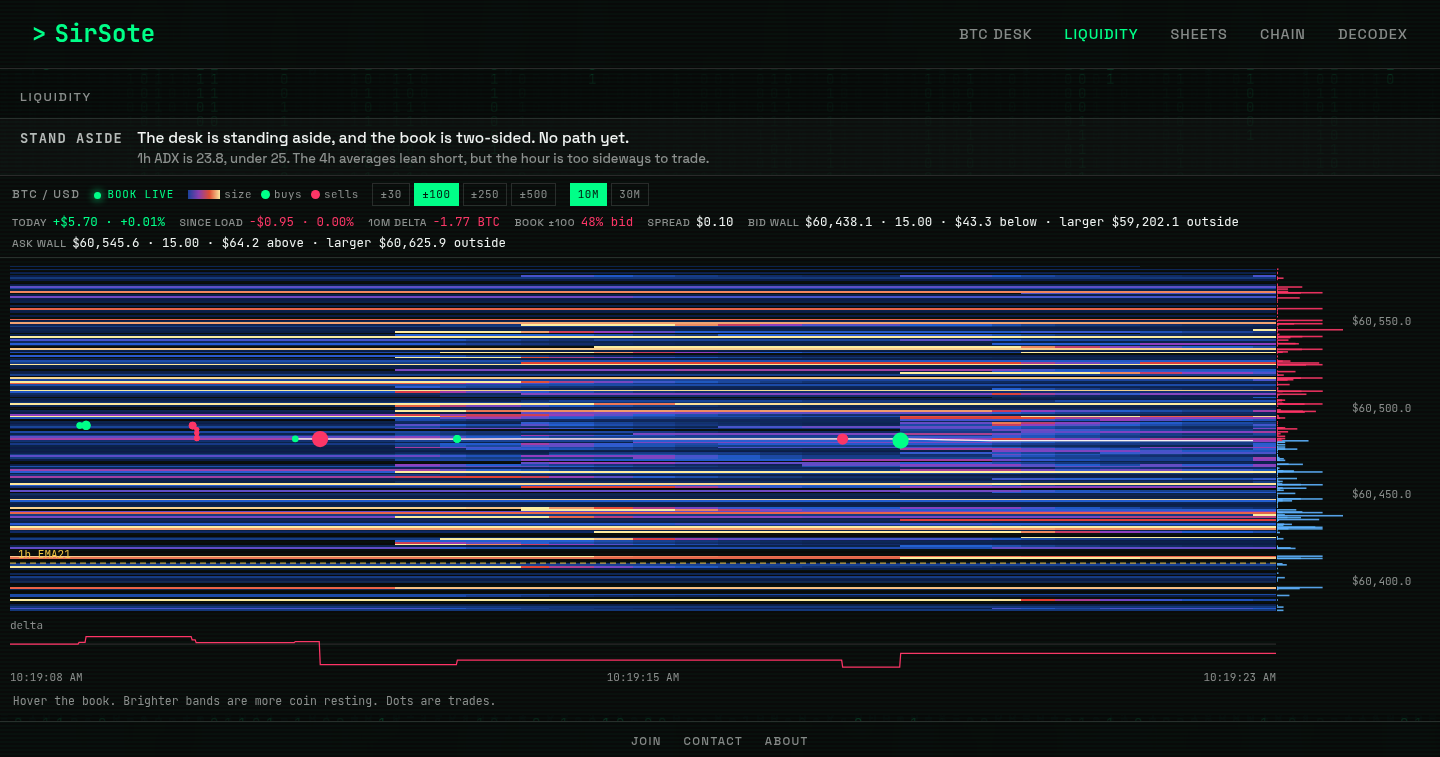 > SirSote
BTC DESK LIQUIDITY SHEETS CHAIN DECODEX
LIQUIDITY
STAND ASIDE The desk is standing aside, and the book is two-sided. No path yet.
1h ADX is 23.8, under 25. The 4h averages lean short, but the hour is too sideways to trade.
BTC / USD BOOK LIVE size buys sells ±30 ±100 ±250 ±500 10M 30M
TODAY +$5.70 · +0.01% SINCE LOAD -$0.95 · 0.00% 10M DELTA -1.77 BTC BOOK ±100 48% bid SPREAD $0.10 BID WALL $60,438.1 · 15.00 · $43.3 below · larger $59,202.1 outside
ASK WALL $60,545.6 · 15.00 · $64.2 above · larger $60,625.9 outside
$60,550.0
$60,500.0
$60,450.0
1h EMA21
$60,400.0
delta
10:19:08 AM 10:19:15 AM 10:19:23 AM
Hover the book. Brighter bands are more coin resting. Dots are trades.
JOIN CONTACT ABOUT